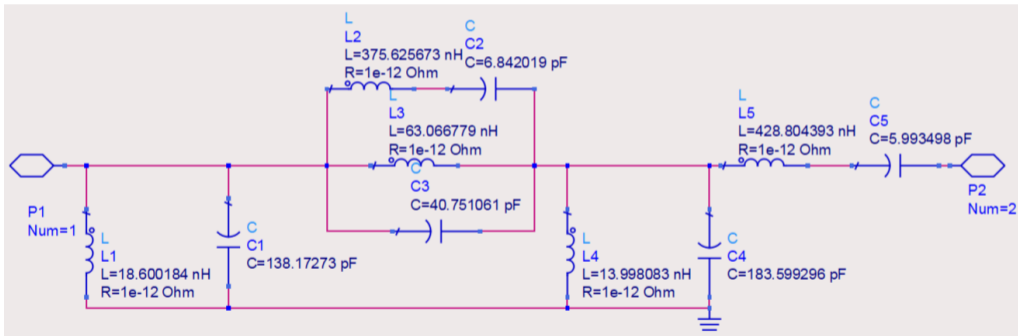 L
L2
L=375.625673 nH
R=1e-12 Ohm
C
C2
C=6.842019 pF
L
L3
L=63.066779 nH
R=1e-12 Ohm
C
C3
C=40.751061 pF
L
L5
L=428.804393 nH
R=1e-12 Ohm
C
C5
C=5.993498 pF
P1
Num=1
L
L1
L=18.600184 nH
R=1e-12 Ohm
C
C1
C=138.17273 pF
L
L4
L=13.998083 nH
R=1e-12 Ohm
C
C4
C=183.599296 pF
P2
Num=2